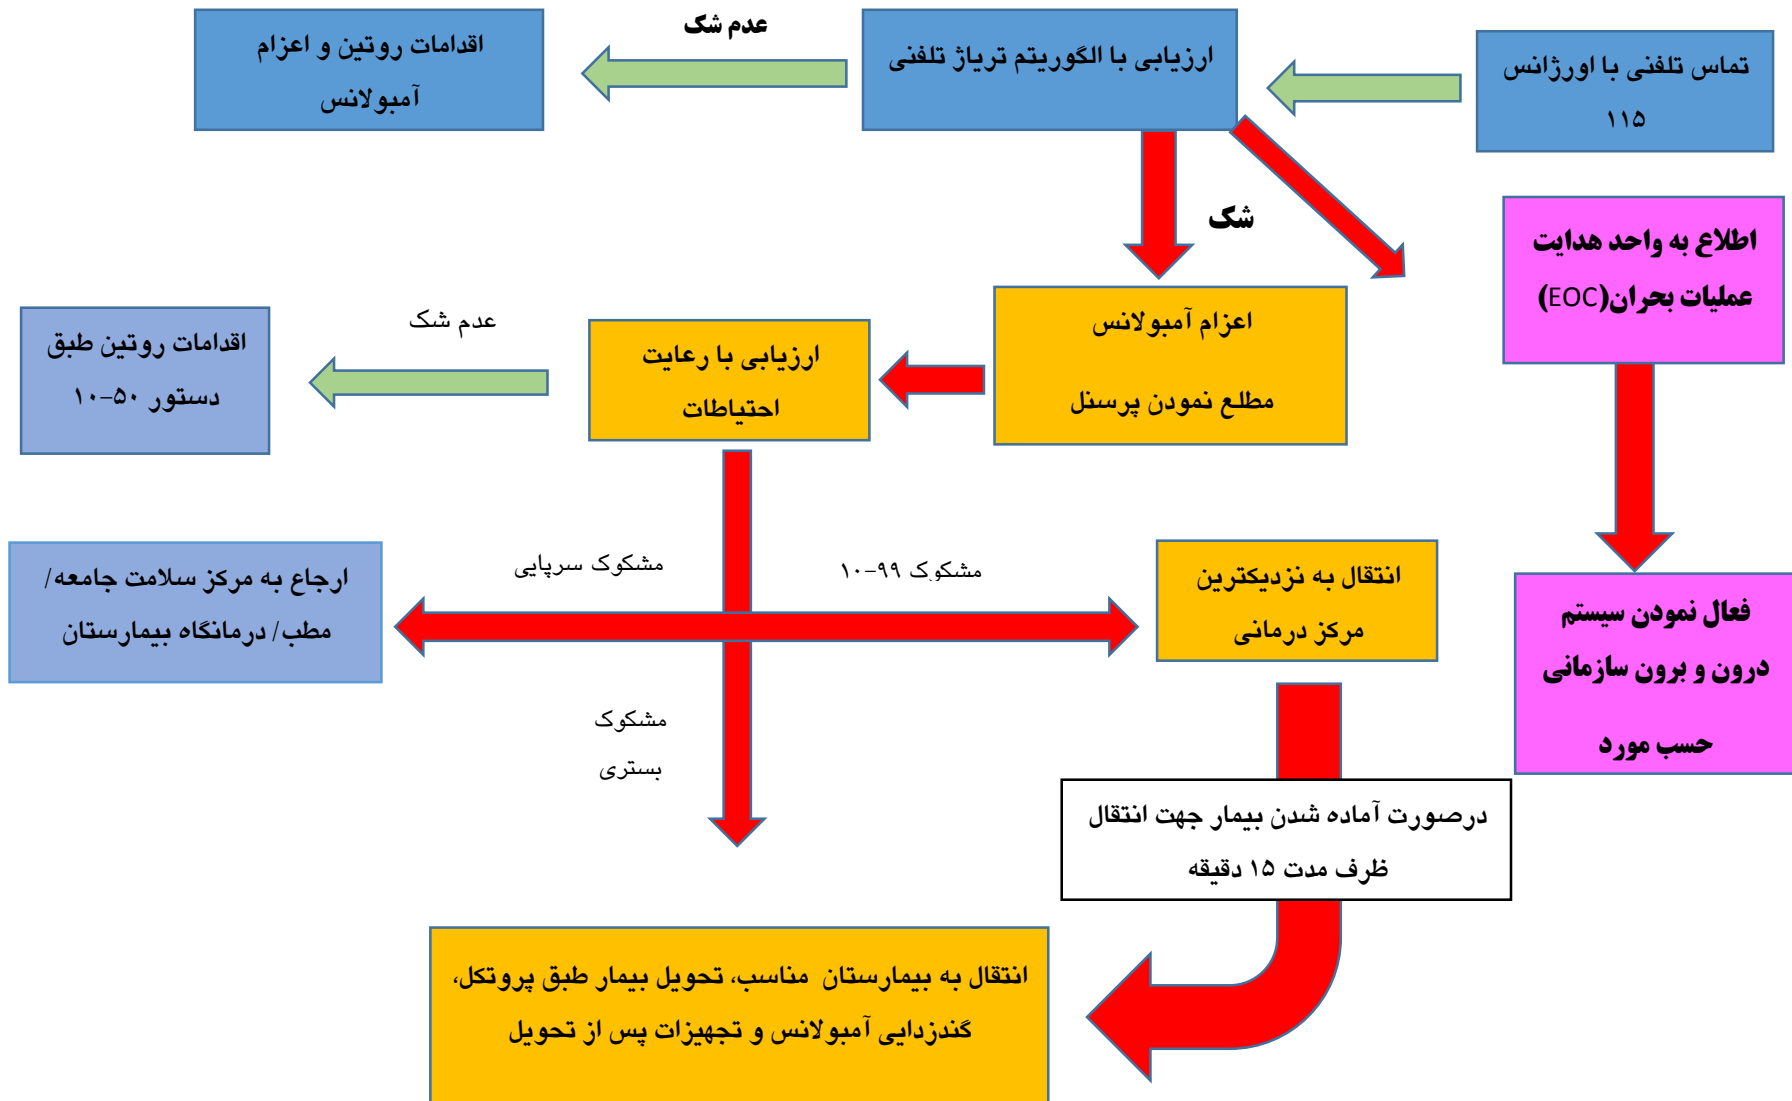 تماس تلفنی با اورژانس
۱۱۵
ارزیابی با الگوریتم تریاژ تلفنی
عدم شک
اقدامات روتین و اعزام
آمبولانس
شک
اطلاع به واحد هدایت
عملیات بحران(EOC)
اعزام آمبولانس
مطلع نمودن پرسنل
ارزیابی با رعایت
احتیاطات
عدم شک
اقدامات روتین طبق
دستور ۵۰-۱۰
فعال نمودن سیستم
درون و برون سازمانی
حسب مورد
انتقال به نزدیکترین
مرکز درمانی
مشکوک ۹۹-۱۰
مشکوک سرپایی
ارجاع به مرکز سلامت جامعه/
مطب/ درمانگاه بیمارستان
مشکوک
بستری
درصورت آماده شدن بیمار جهت انتقال
ظرف مدت ۱۵ دقیقه
انتقال به بیمارستان مناسب، تحویل بیمار طبق پروتکل،
گندزدایی آمبولانس و تجهیزات پس از تحویل